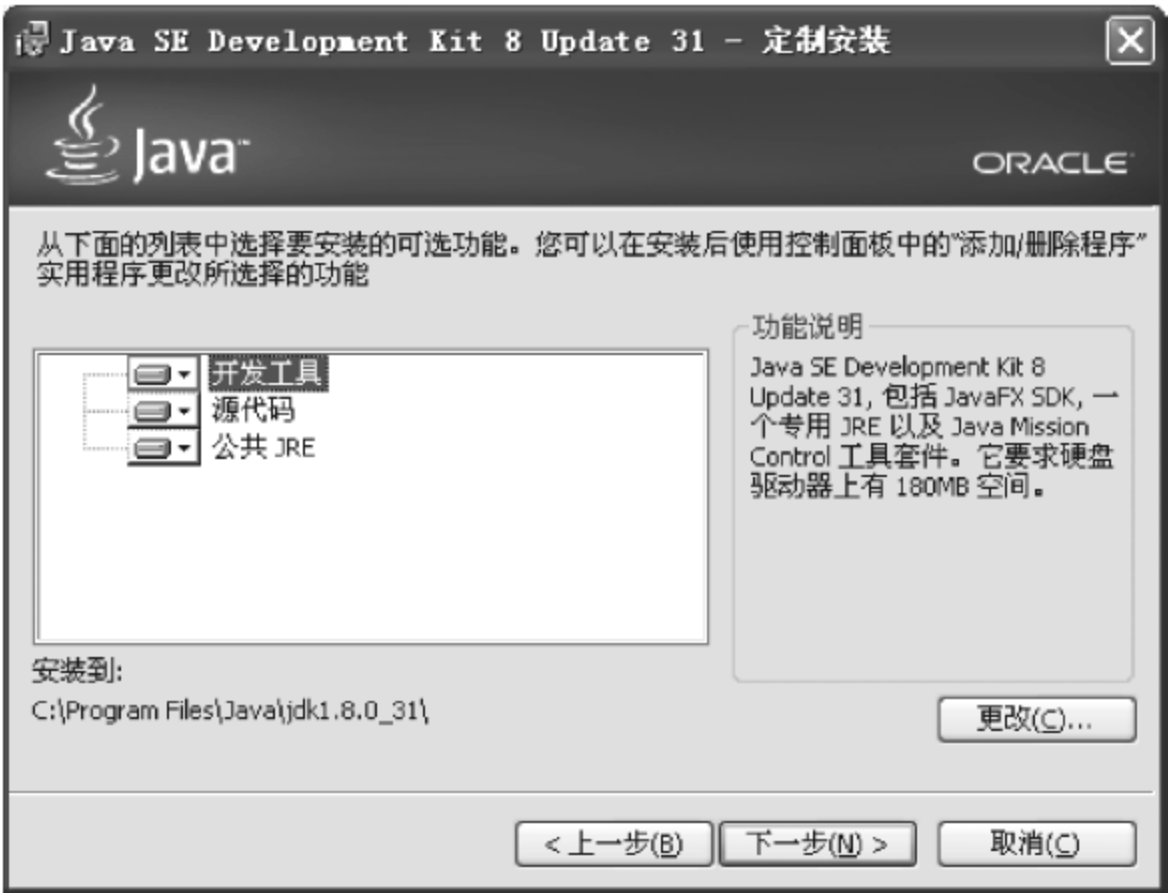 Java SE Development Kit 8 Update 31 - 定制安装
Java™
ORACLE
从下面的列表中选择要安装的可选功能。您可以在安装后使用控制面板中的“添加/删除程序”
实用程序更改所选择的功能
开发工具
源代码
公共 JRE
功能说明
Java SE Development Kit 8
Update 31, 包括 JavaFX SDK, 一
个专用 JRE 以及 Java Mission
Control 工具套件。它要求硬盘
驱动器上有 180MB 空间。
安装到:
C:\Program Files\Java\jdk1.8.0_31\
更改(C)...
< 上一步(B)
下一步(N) >
取消(C)